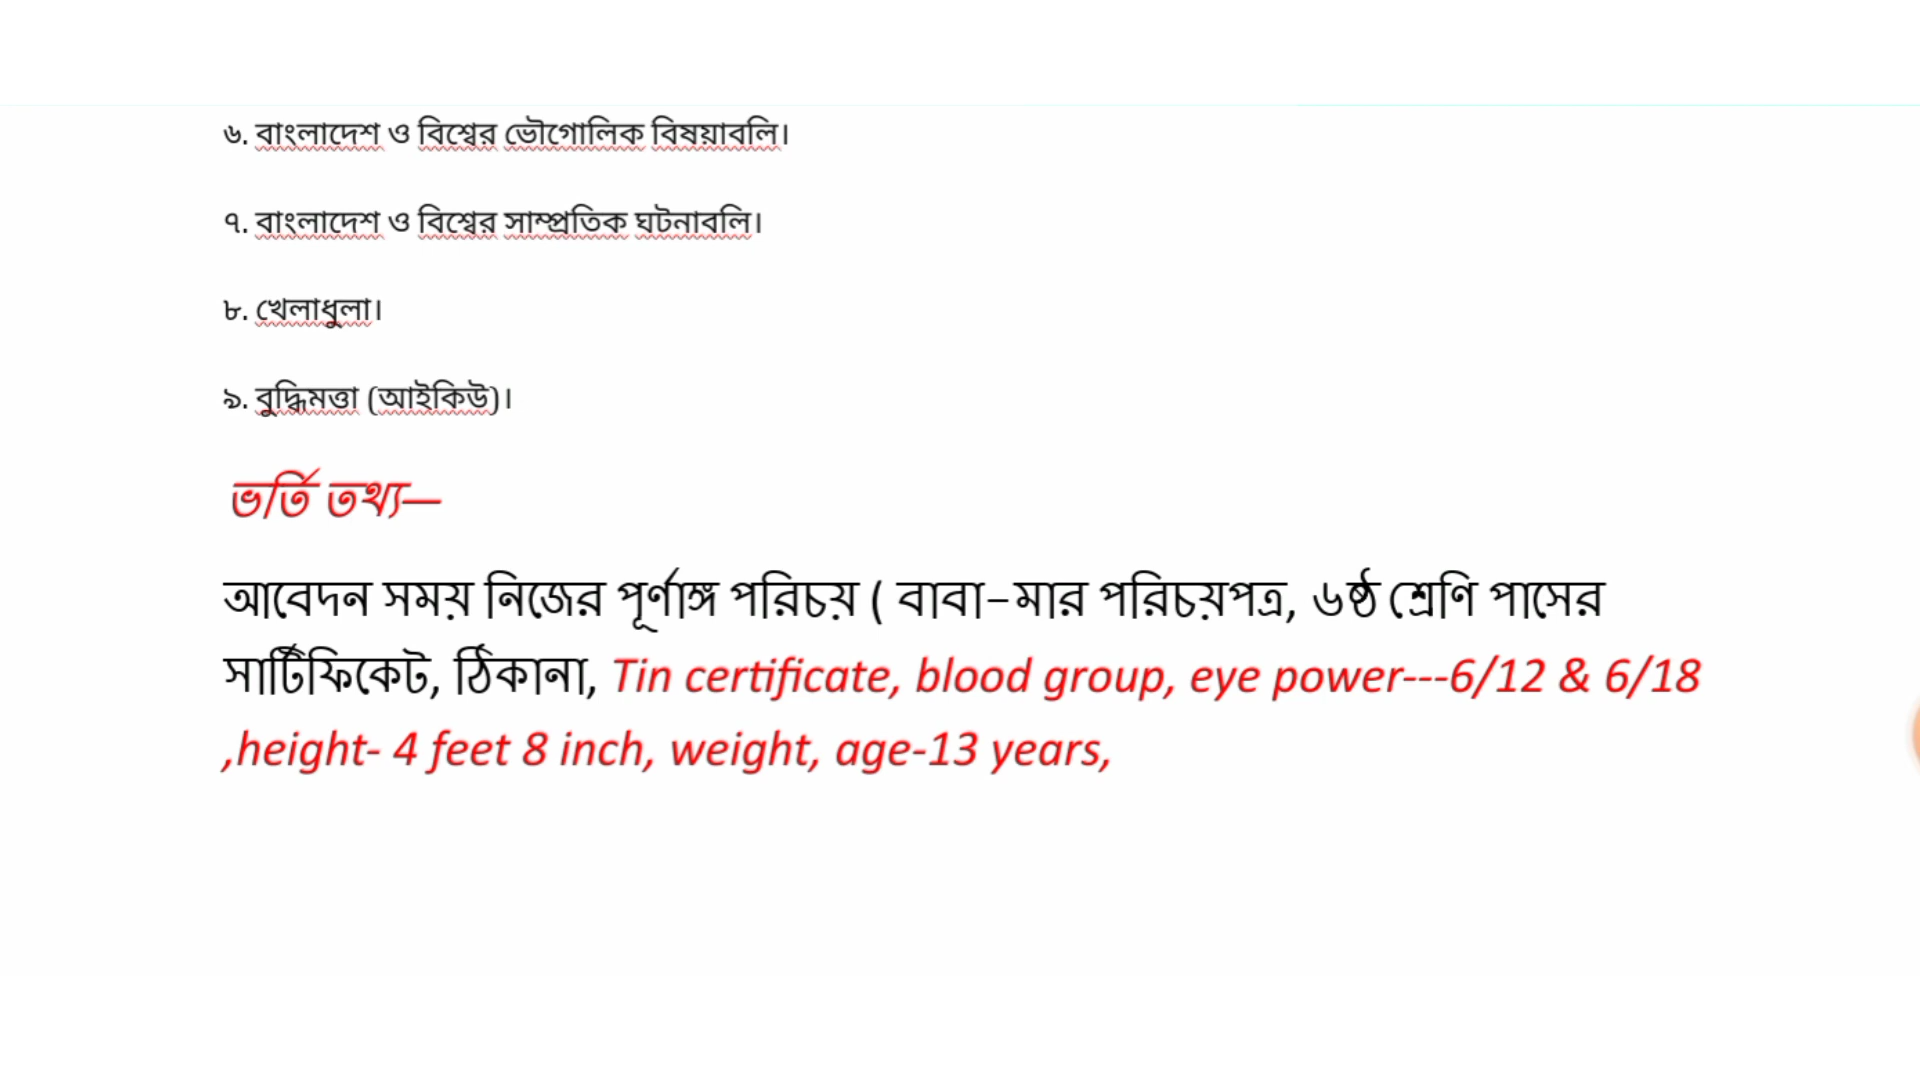 ৬. বাংলাদেশ ও বিশ্বের ভৌগোলিক বিষয়াবলি।
৭. বাংলাদেশ ও বিশ্বের সাম্প্রতিক ঘটনাবলি।
৮. খেলাধুলা।
৯. বুদ্ধিমত্তা (আইকিউ)।
ভর্তি তথ্য—
আবেদন সময় নিজের পূর্ণাঙ্গ পরিচয় ( বাবা–মার পরিচয়পত্র, ৬ষ্ঠ শ্রেণি পাসের
সার্টিফিকেট, ঠিকানা, Tin certificate, blood group, eye power---6/12 & 6/18
,height- 4 feet 8 inch, weight, age-13 years,